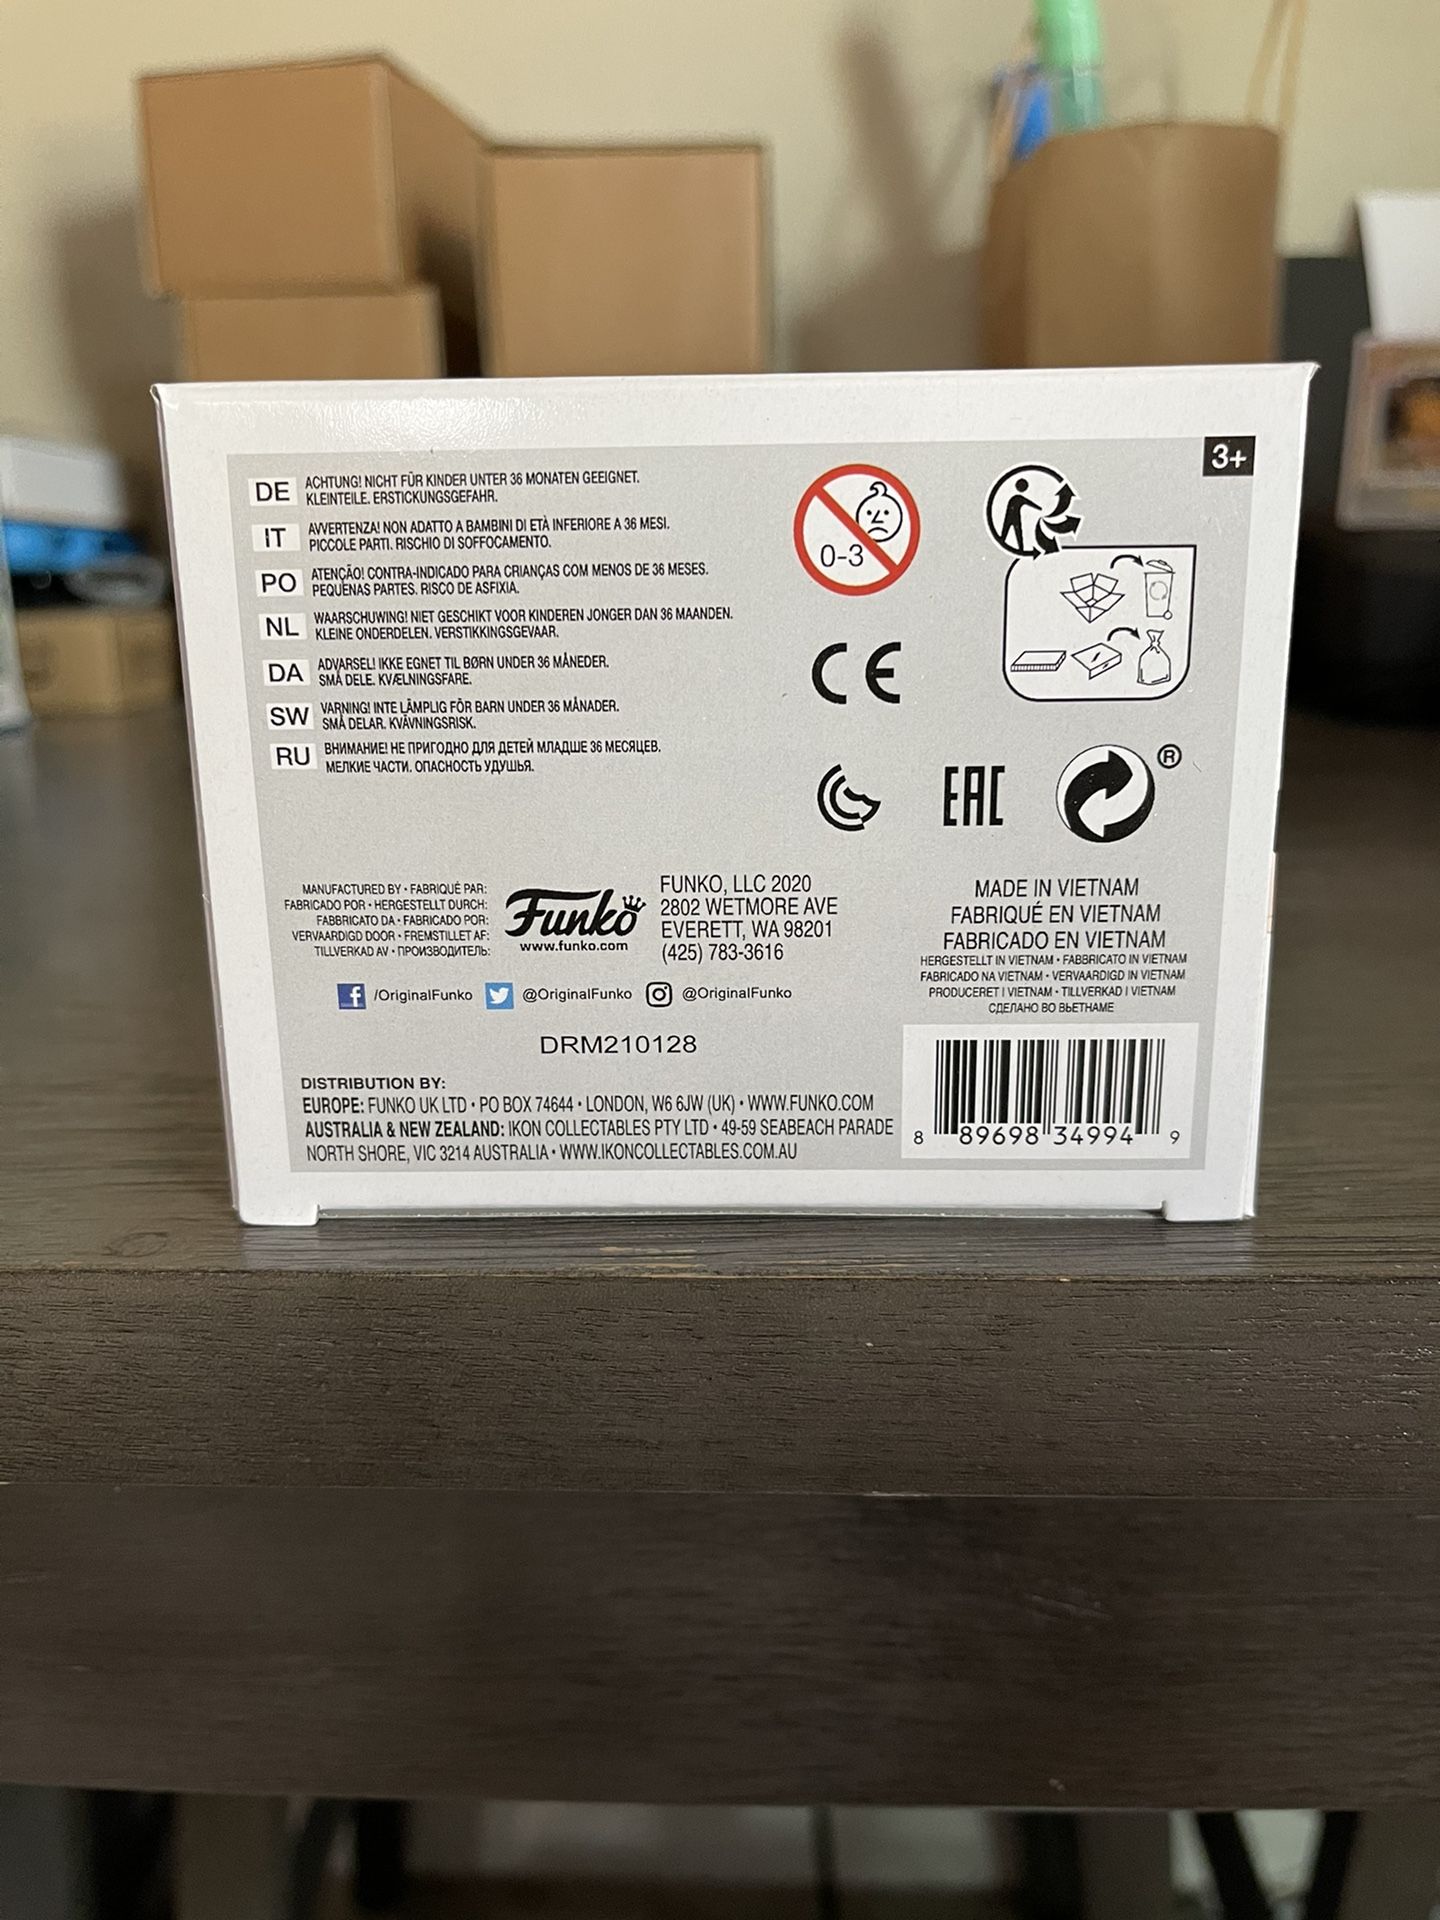 3+
DE ACHTUNG! NICHT FÜR KINDER UNTER 36 MONATEN GEEIGNET.
KLEINTEILE. ERSTICKUNGSGEFAHR.
IT AVVERTENZA! NON ADATTO A BAMBINI DI ETÀ INFERIORE A 36 MESI.
PICCOLE PARTI. RISCHIO DI SOFFOCAMENTO.
PO ATENÇÃO! CONTRA-INDICADO PARA CRIANÇAS COM MENOS DE 36 MESES.
PEQUENAS PARTES. RISCO DE ASFIXIA.
NL WAARSCHUWING! NIET GESCHIKT VOOR KINDEREN JONGER DAN 36 MAANDEN.
KLEINE ONDERDELEN. VERSTIKKINGSGEVAAR.
DA ADVARSEL! IKKE EGNET TIL BØRN UNDER 36 MÅNEDER.
SMÅ DELE. KVÆLNINGSFARE.
SW VARNING! INTE LÄMPLIG FÖR BARN UNDER 36 MÅNADER.
SMÅ DELAR. KVÄVNINGSRISK.
RU ВНИМАНИЕ! НЕ ПРИГОДНО ДЛЯ ДЕТЕЙ МЛАДШЕ 36 МЕСЯЦЕВ.
МЕЛКИЕ ЧАСТИ. ОПАСНОСТЬ УДУШЬЯ.
0-3
CE
EAC
®
MANUFACTURED BY • FABRIQUÉ PAR:
FABRICADO POR • HERGESTELLT DURCH:
FABBRICATO DA • FABRICADO POR:
VERVAARDIGD DOOR • FREMSTILLET AF:
TILLVERKAD AV • ПРОИЗВОДИТЕЛЬ:
Funko
www.funko.com
FUNKO, LLC 2020
2802 WETMORE AVE
EVERETT, WA 98201
(425) 783-3616
MADE IN VIETNAM
FABRIQUÉ EN VIETNAM
FABRICADO EN VIETNAM
HERGESTELLT IN VIETNAM • FABBRICATO IN VIETNAM
FABRICADO NA VIETNAM • VERVAARDIGD IN VIETNAM
PRODUCERET I VIETNAM • TILLVERKAD I VIETNAM
СДЕЛАНО ВО ВЬЕТНАМЕ
f /OriginalFunko @OriginalFunko @OriginalFunko
DRM210128
DISTRIBUTION BY:
EUROPE: FUNKO UK LTD • PO BOX 74644 • LONDON, W6 6JW (UK) • WWW.FUNKO.COM
AUSTRALIA & NEW ZEALAND: IKON COLLECTABLES PTY LTD • 49-59 SEABEACH PARADE
NORTH SHORE, VIC 3214 AUSTRALIA • WWW.IKONCOLLECTABLES.COM.AU
8 89698 34994 9